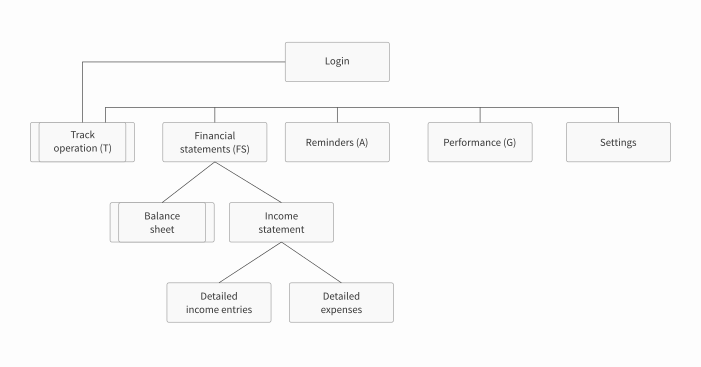 Login
Track
operation (T)
Financial
statements (FS)
Reminders (A)
Performance (G)
Settings
Balance
sheet
Income
statement
Detailed
income entries
Detailed
expenses